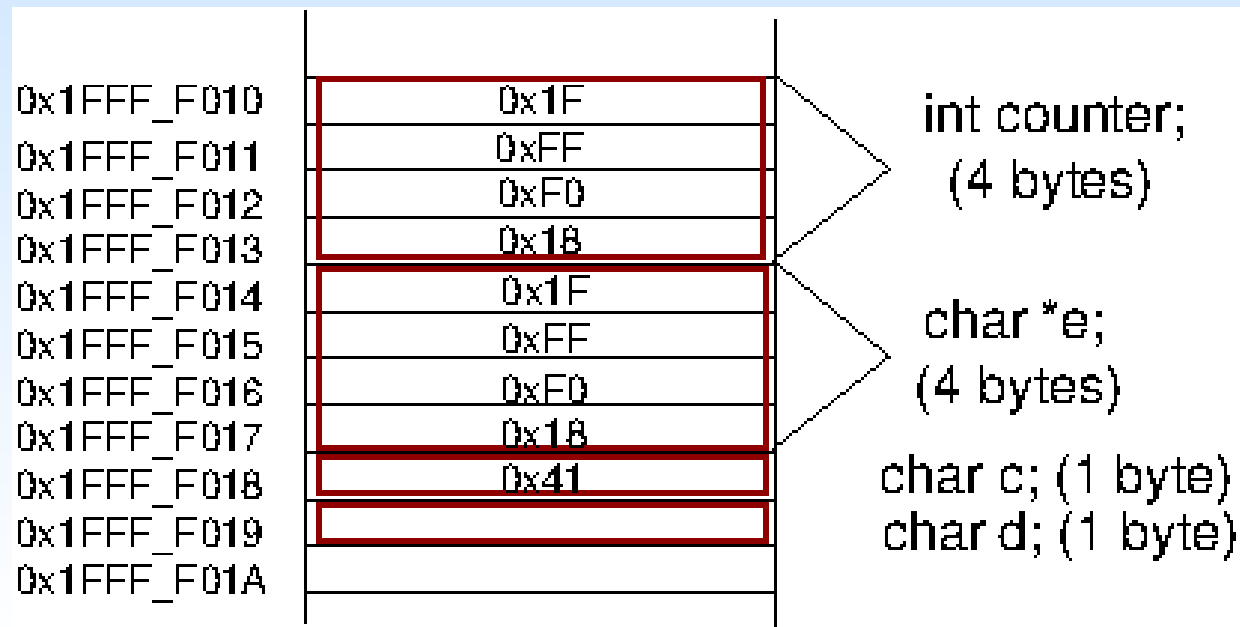 0x1FFF_F010 0x1F
0x1FFF_F011 0xFF
0x1FFF_F012 0xF0
0x1FFF_F013 0x18
int counter;
(4 bytes)
0x1FFF_F014 0x1F
0x1FFF_F015 0xFF
0x1FFF_F016 0xF0
0x1FFF_F017 0x18
char *e;
(4 bytes)
0x1FFF_F018 0x41 char c; (1 byte)
0x1FFF_F019 char d; (1 byte)
0x1FFF_F01A